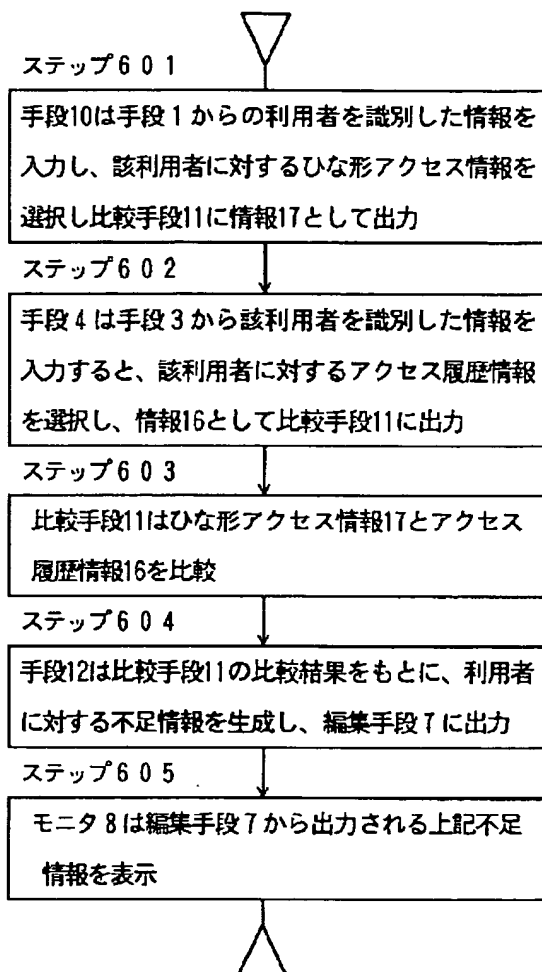 ステップ601
手段10は手段1からの利用者を識別した情報を
入力し、該利用者に対するひな形アクセス情報を
選択し比較手段11に情報17として出力
ステップ602
手段4は手段3から該利用者を識別した情報を
入力すると、該利用者に対するアクセス履歴情報
を選択し、情報16として比較手段11に出力
ステップ603
比較手段11はひな形アクセス情報17とアクセス
履歴情報16を比較
ステップ604
手段12は比較手段11の比較結果をもとに、利用者
に対する不足情報を生成し、編集手段7に出力
ステップ605
モニタ8は編集手段7から出力される上記不足
情報を表示